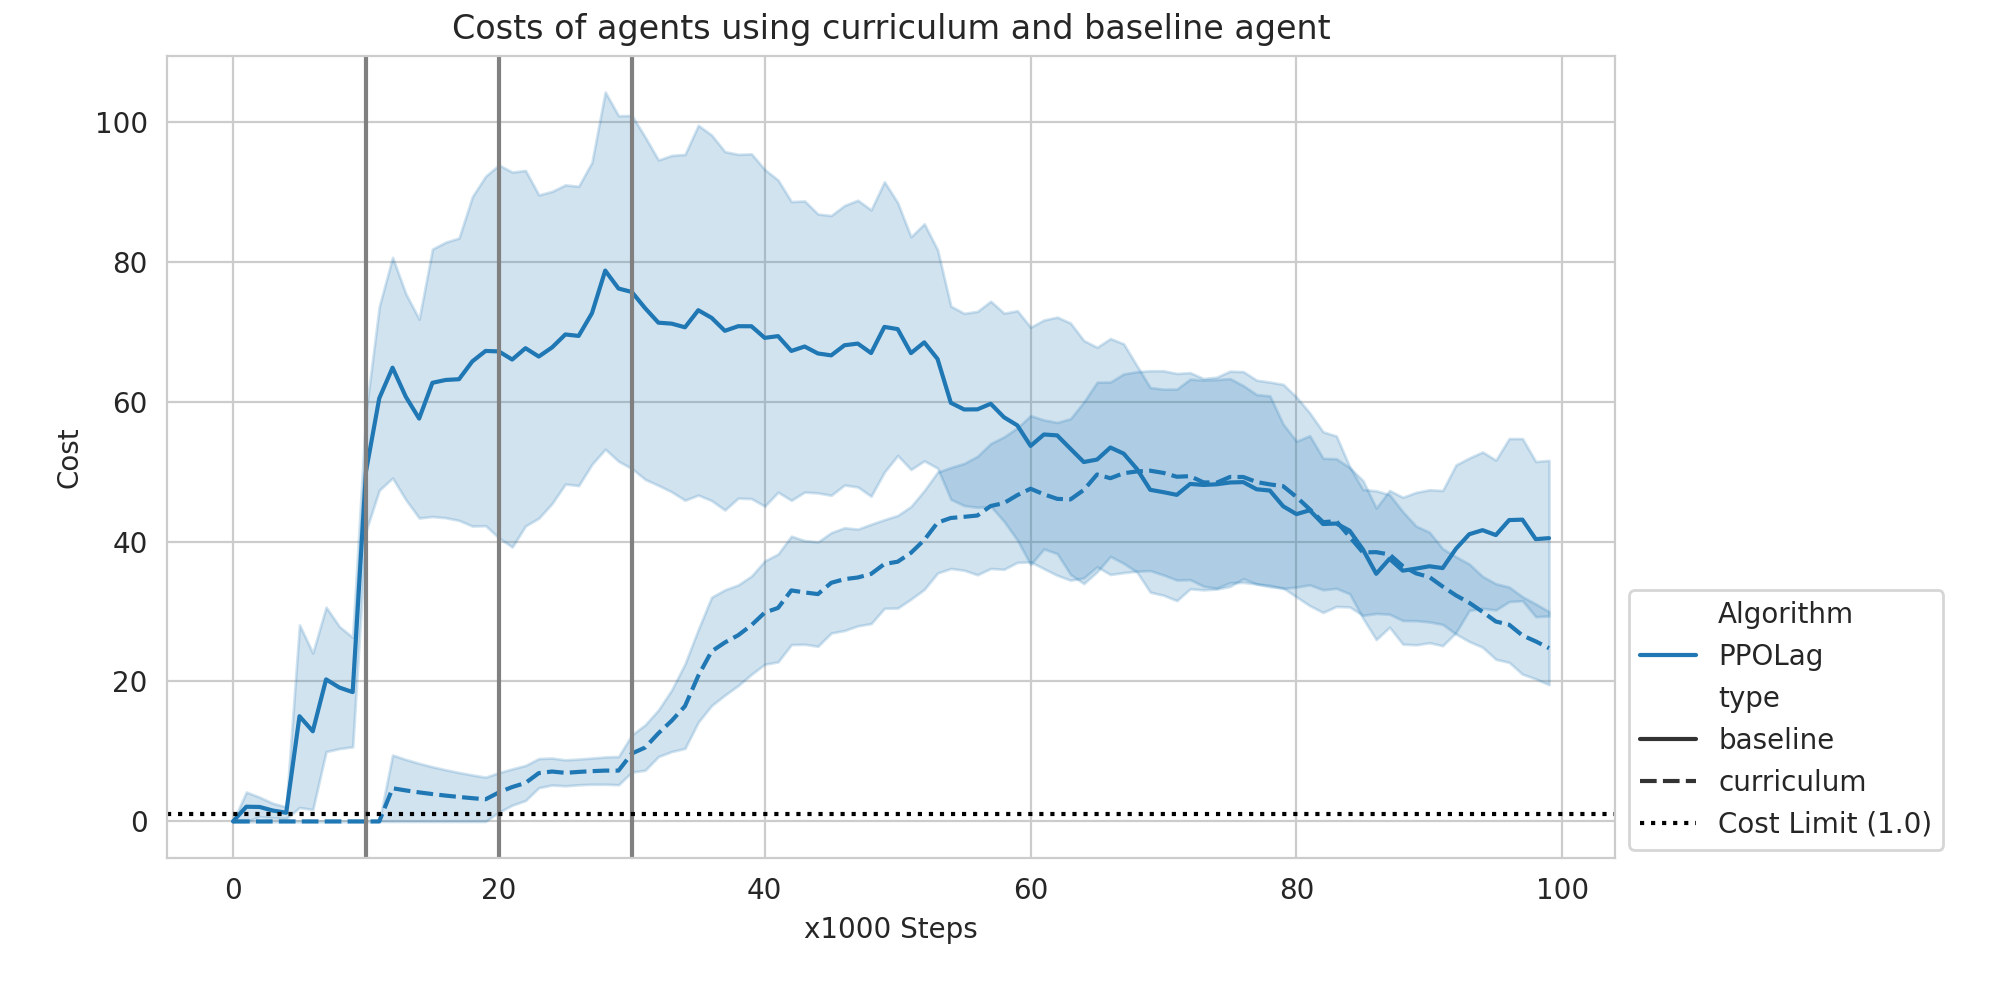 Costs of agents using curriculum and baseline agent
100
80
60
40
20
0
Cost
0 20 40 60 80 100
x1000 Steps
Algorithm
PPOLag
type
baseline
curriculum
Cost Limit (1.0)